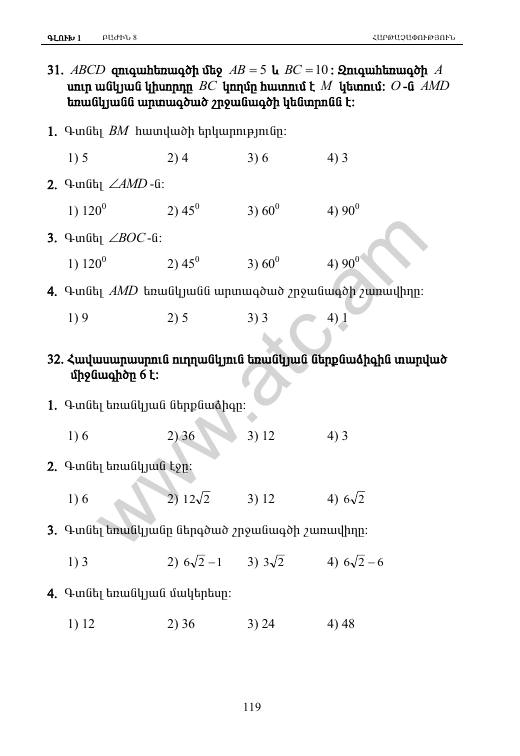 ԳԼՈՒԽ 1 ԲԱԺԻՆ 8 ՀԱՐԹԱՉԱՓՈՒԹՅՈՒՆ
31. ABCD զուգահեռագծի մեջ AB = 5 և BC = 10: Զուգահեռագծի A
սուր անկյան կիսորդը BC կողմը հատում է M կետում: O -ն AMD
եռանկյանն արտագծած շրջանագծի կենտրոնն է:
1. Գտնել BM հատվածի երկարությունը:
1) 5 2) 4 3) 6 4) 3
2. Գտնել ∠AMD -ն:
1) 120⁰ 2) 45⁰ 3) 60⁰ 4) 90⁰
3. Գտնել ∠BOC -ն:
1) 120⁰ 2) 45⁰ 3) 60⁰ 4) 90⁰
4. Գտնել AMD եռանկյանն արտագծած շրջանագծի շառավիղը:
1) 9 2) 5 3) 3 4) 1
32. Հավասարասրուն ուղղանկյուն եռանկյան ներքնաձիգին տարված
միջնագիծը 6 է:
1. Գտնել եռանկյան ներքնաձիգը:
1) 6 2) 36 3) 12 4) 3
2. Գտնել եռանկյան էջը:
1) 6 2) 12√2 3) 12 4) 6√2
3. Գտնել եռանկյանը ներգծած շրջանագծի շառավիղը:
1) 3 2) 6√2 − 1 3) 3√2 4) 6√2 − 6
4. Գտնել եռանկյան մակերեսը:
1) 12 2) 36 3) 24 4) 48
119
www.atc.am